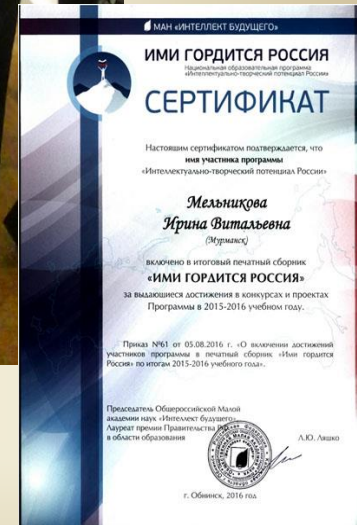 МАН «ИНТЕЛЛЕКТ БУДУЩЕГО»
ИМИ ГОРДИТСЯ РОССИЯ
Национальная образовательная программа
«Интеллектуально-творческий потенциал России»
СЕРТИФИКАТ
Настоящим сертификатом подтверждается, что
имя участника программы
«Интеллектуально-творческий потенциал России»
Мельникова
Ирина Витальевна
(Мурманск)
включено в итоговый печатный сборник
«ИМИ ГОРДИТСЯ РОССИЯ»
за выдающиеся достижения в конкурсах и проектах
Программы в 2015-2016 учебном году.
Приказ №61 от 05.08.2016 г. «О включении достижений
участников программы в печатный сборник «Ими гордится
Россия» по итогам 2015-2016 учебного года».
Председатель Общероссийской Малой
академии наук «Интеллект будущего»,
Лауреат премии Правительства РФ
в области образования
Л.Ю. Ляшко
г. Обнинск, 2016 год